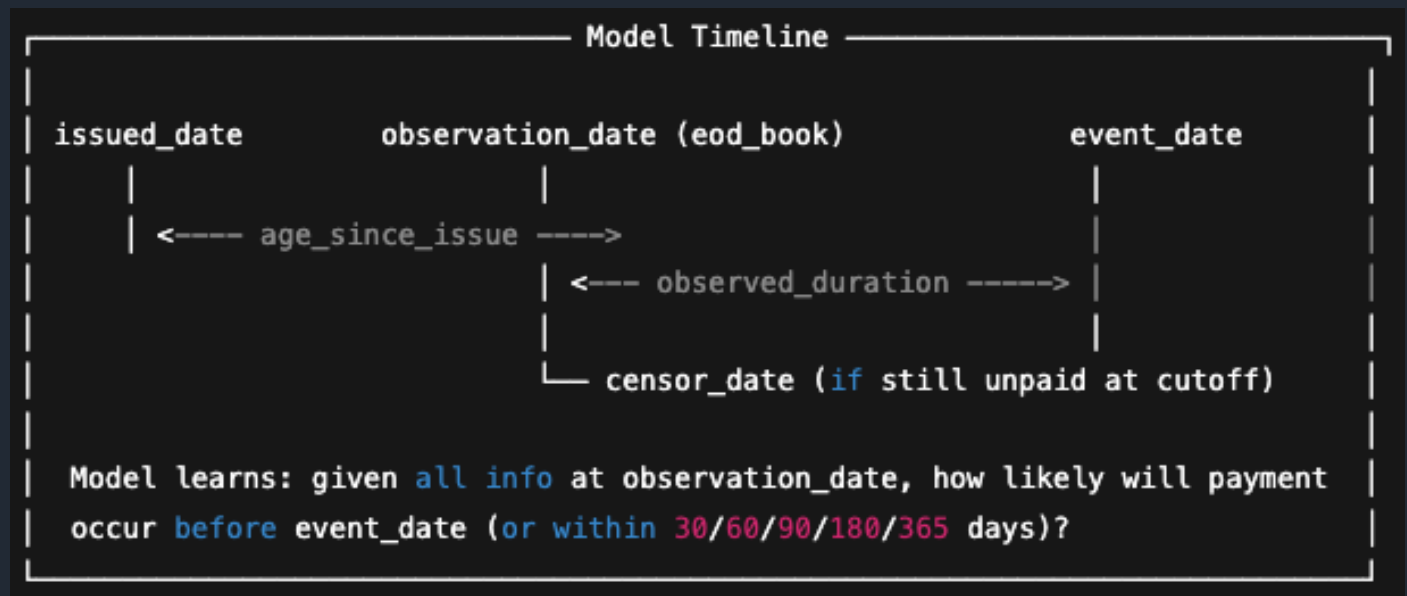 Model Timeline
issued_date observation_date (eod_book) event_date
<---- age_since_issue ---->
<--- observed_duration ----->
censor_date (if still unpaid at cutoff)
Model learns: given all info at observation_date, how likely will payment
occur before event_date (or within 30/60/90/180/365 days)?